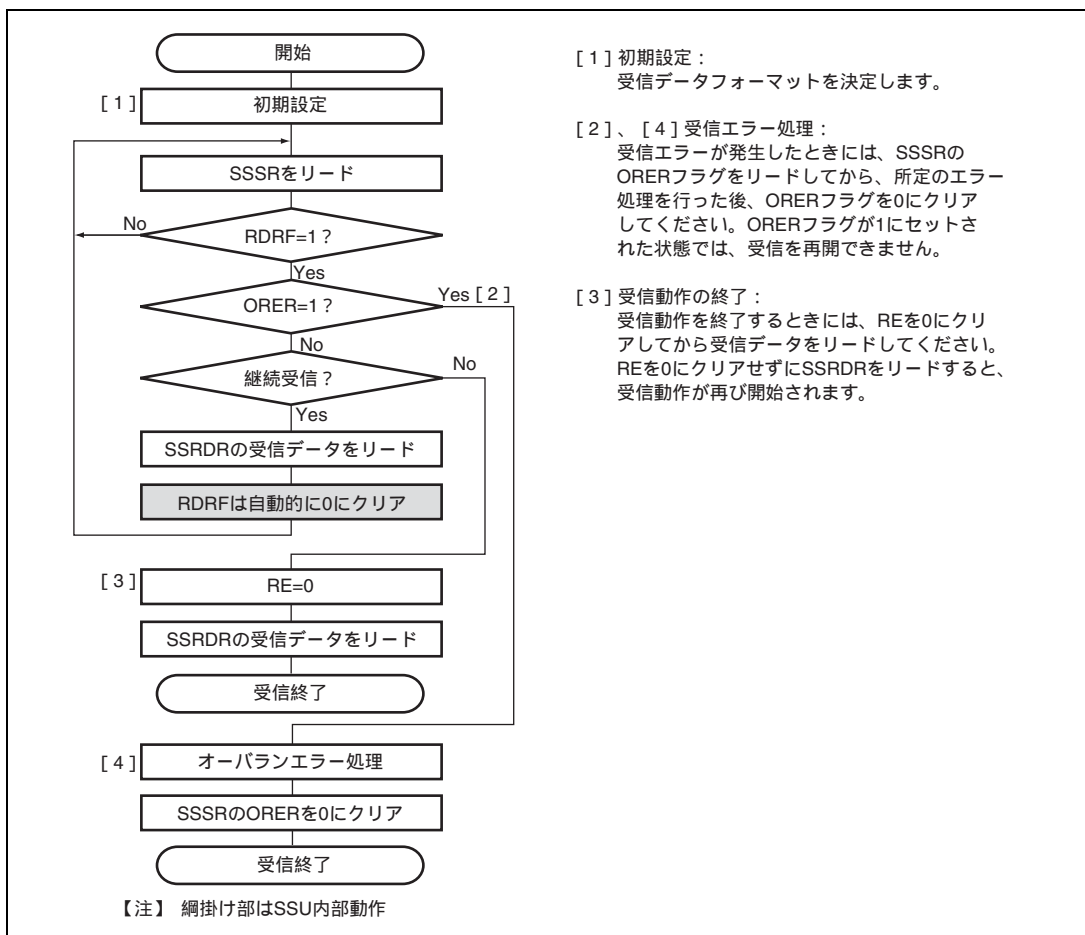 開始
[1]
初期設定
SSSRをリード
No
RDRF=1?
Yes
ORER=1?
Yes [2]
No
継続受信?
No
Yes
SSRDRの受信データをリード
RDRFは自動的に0にクリア
[3]
RE=0
SSRDRの受信データをリード
受信終了
[4]
オーバランエラー処理
SSSRのORERを0にクリア
受信終了
【注】 網掛け部はSSU内部動作
[1] 初期設定:
受信データフォーマットを決定します。
[2]、[4] 受信エラー処理:
受信エラーが発生したときには、SSSRの
ORERフラグをリードしてから、所定のエラー
処理を行った後、ORERフラグを0にクリア
してください。ORERフラグが1にセットさ
れた状態では、受信を再開できません。
[3] 受信動作の終了:
受信動作を終了するときには、REを0にクリ
アしてから受信データをリードしてください。
REを0にクリアせずにSSRDRをリードすると、
受信動作が再び開始されます。